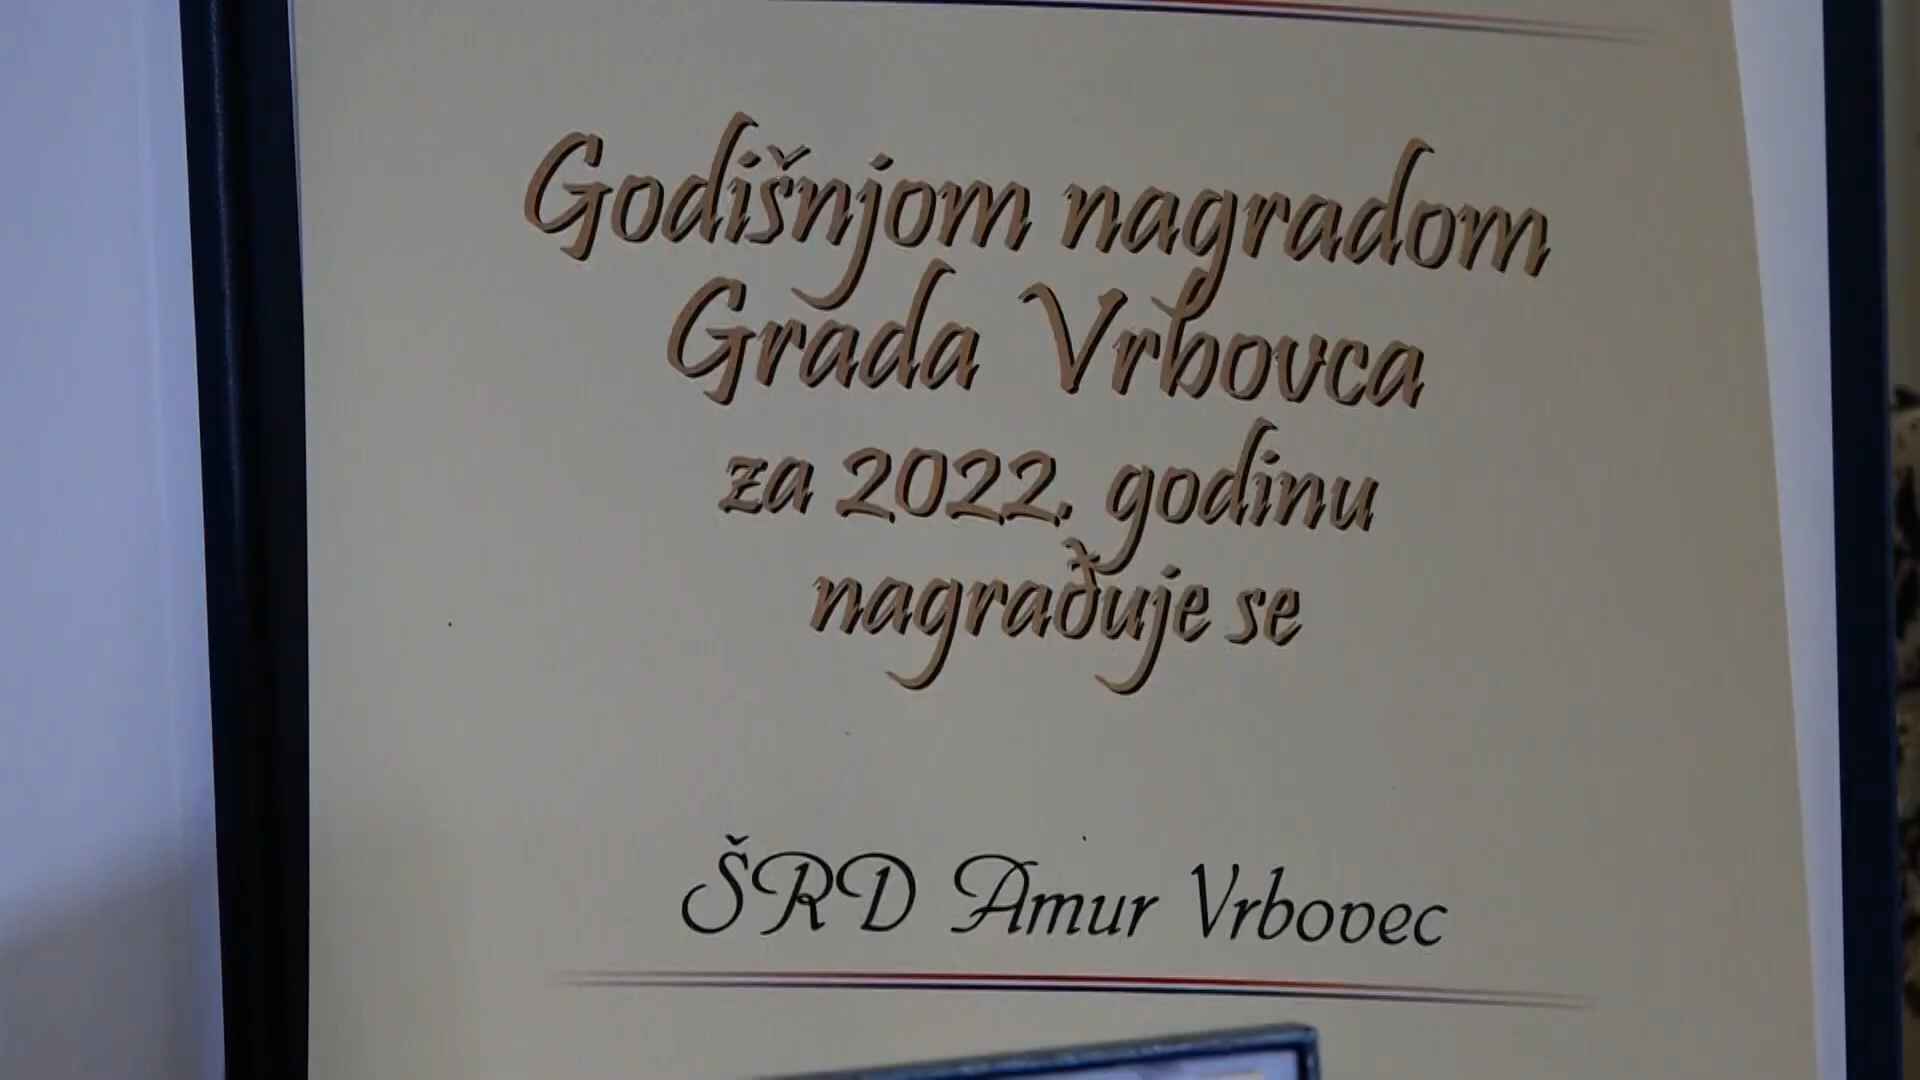 Godišnjom nagradom
Grada Vrbovca
za 2022. godinu
nagrađuje se
ŠRD Amur Vrbovec